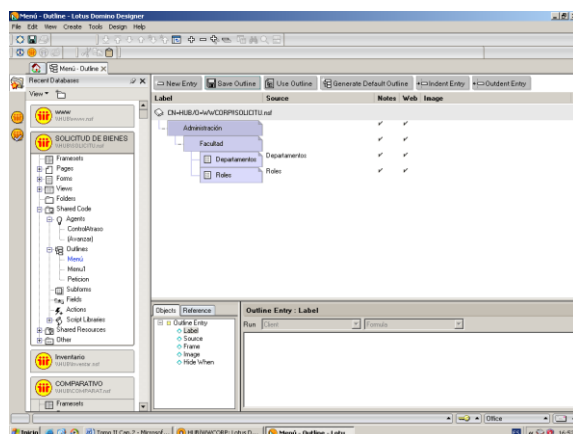 Menú - Outline - Lotus Domino Designer
File Edit View Create Tools Design Help
Menú - Outline
Recent Databases
View
www
SOLICITUD DE BIENES
Framesets
Pages
Forms
Views
Folders
Shared Code
Agents
ControlAtraso
(Avanzar)
Outlines
Menú
Menu1
Peticion
Subforms
Fields
Actions
Script Libraries
Shared Resources
Other
Inventario
COMPARATIVO
Framesets
New Entry Save Outline Use Outline Generate Default Outline Indent Entry Outdent Entry
Label Source Notes Web Image
Administración
Facultad
Departamentos Departamentos
Roles Roles
Objects Reference
Outline Entry
Label
Source
Frame
Image
Hide When
Outline Entry : Label
Run Client Formula
Office
Inicio
Menú - Outline - Lotu...